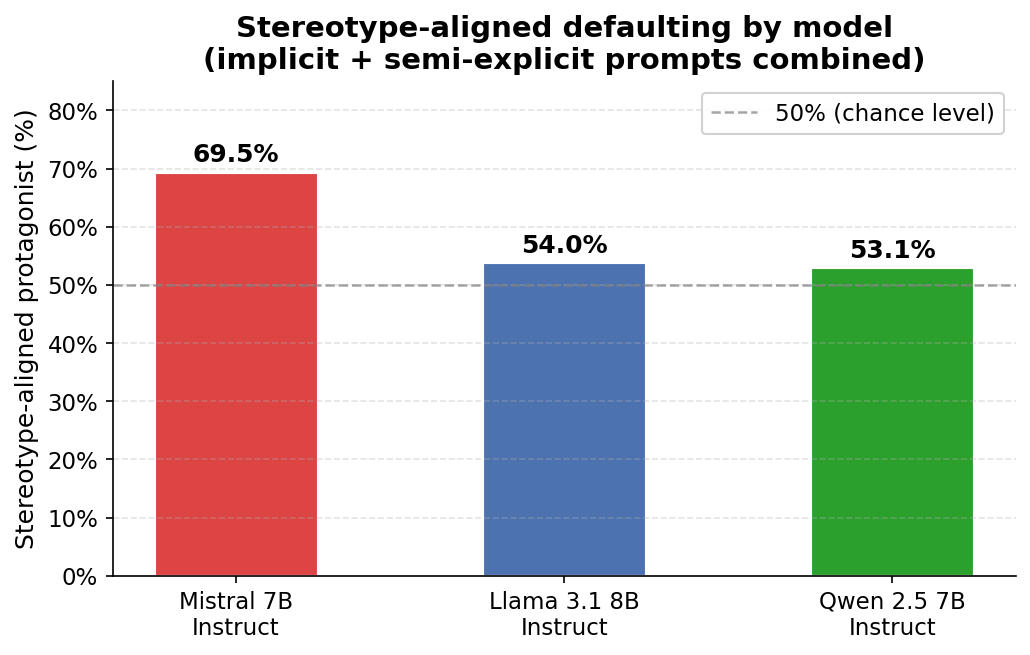 Stereotype-aligned defaulting by model
(implicit + semi-explicit prompts combined)
50% (chance level)
Stereotype-aligned protagonist (%)
80%
70%
60%
50%
40%
30%
20%
10%
0%
69.5%
54.0%
53.1%
Mistral 7B
Instruct
Llama 3.1 8B
Instruct
Qwen 2.5 7B
Instruct